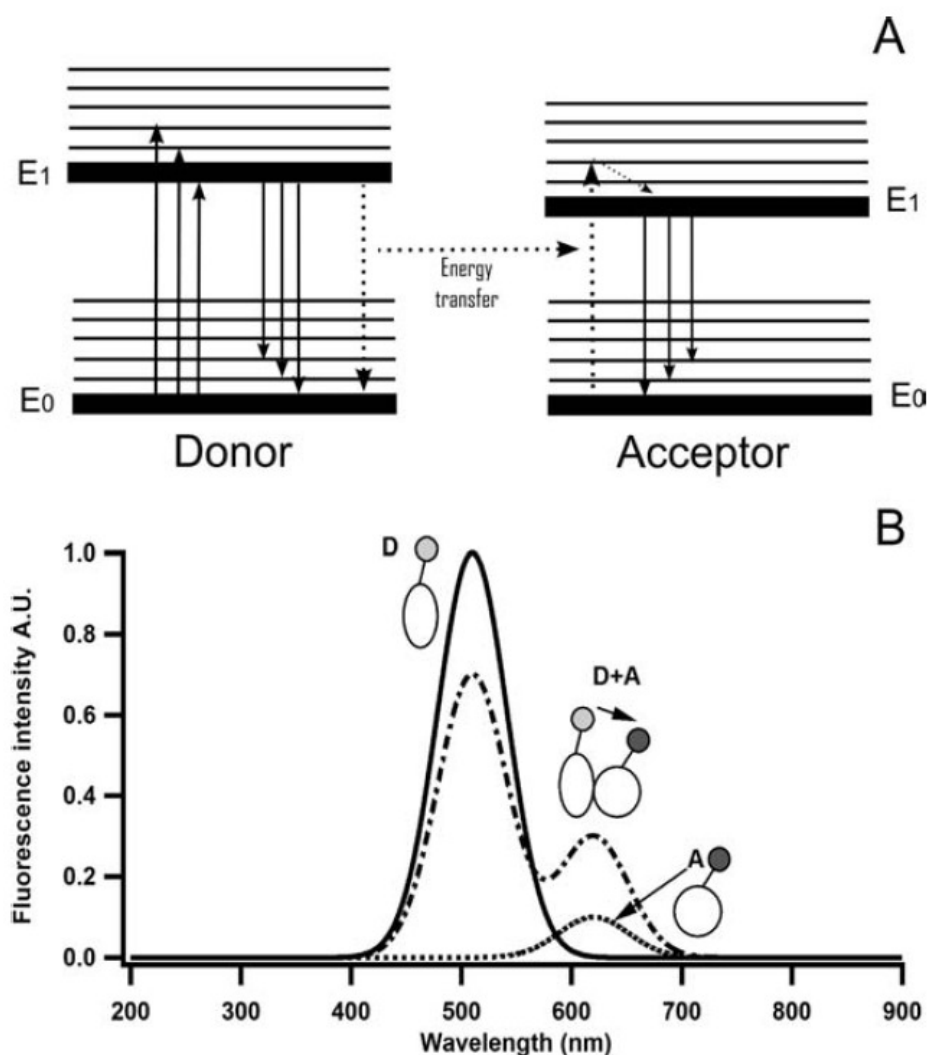 A
E1
E1
Energy
transfer
E0
E0
Donor
Acceptor
B
D
D+A
A
Fluorescence intensity A.U.
1.0
0.8
0.6
0.4
0.2
0.0
200 300 400 500 600 700 800 900
Wavelength (nm)